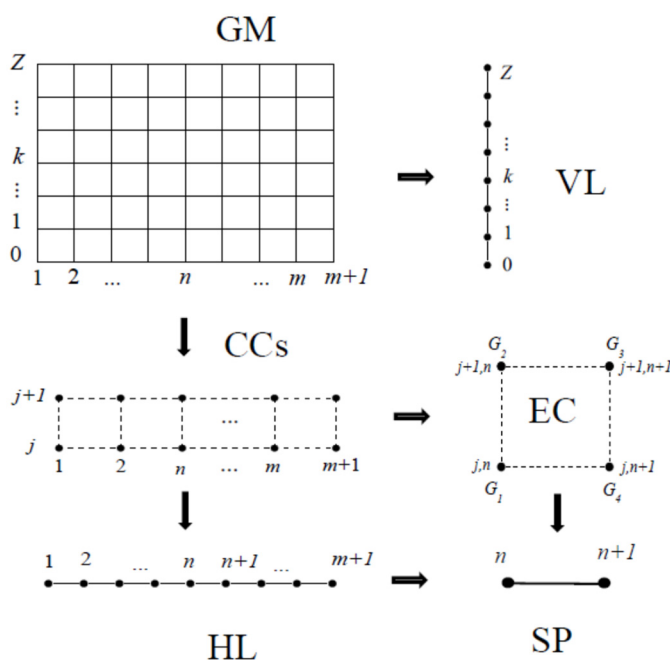 GM
Z
⋮
k
⋮
1
0
1 2 ... n ... m m+1
Z
⋮
k
⋮
1
0
VL
CCs
j+1
...
j
1 2 n ... m m+1
G2 G3
j+1,n j+1,n+1
EC
j,n j,n+1
G1 G4
1 2 ... n n+1 ... m+1
HL
n n+1
SP